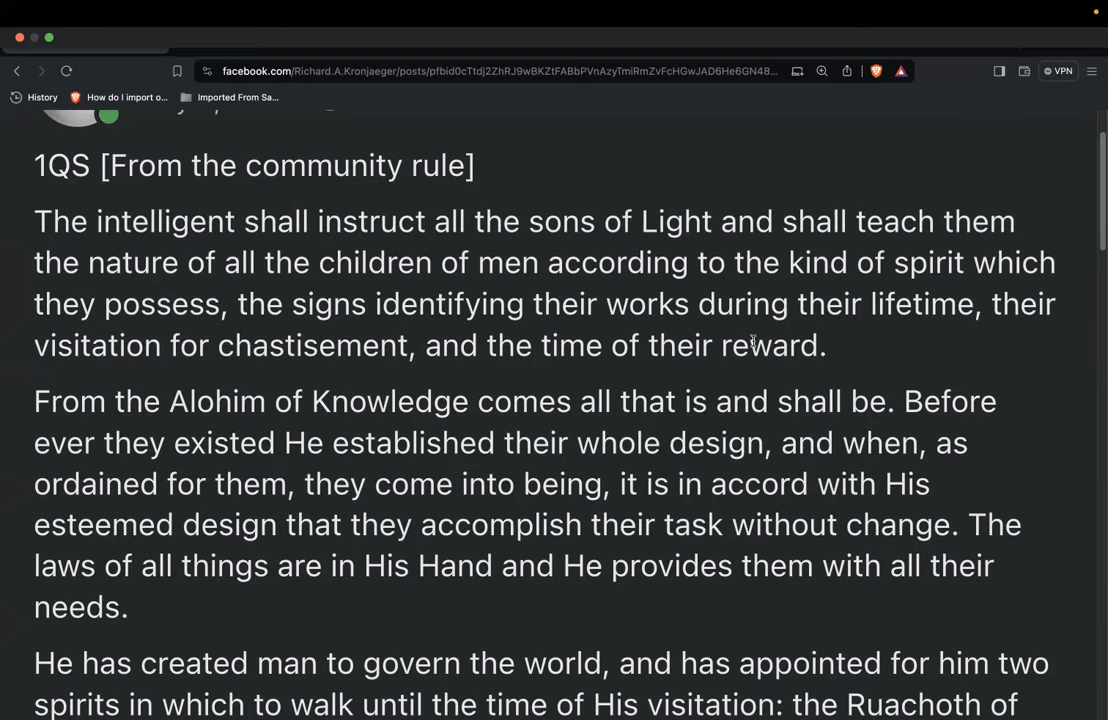 facebook.com/Richard.A.Kronjaeger/posts/pfbid0cTtdj2ZhRJ9wBKZtFABbPVnAzyTmiRmZvFcHGwJAD6He6GN48...
VPN
History
How do I import o...
Imported From Sa...
1QS [From the community rule]
The intelligent shall instruct all the sons of Light and shall teach them
the nature of all the children of men according to the kind of spirit which
they possess, the signs identifying their works during their lifetime, their
visitation for chastisement, and the time of their reward.
From the Alohim of Knowledge comes all that is and shall be. Before
ever they existed He established their whole design, and when, as
ordained for them, they come into being, it is in accord with His
esteemed design that they accomplish their task without change. The
laws of all things are in His Hand and He provides them with all their
needs.
He has created man to govern the world, and has appointed for him two
spirits in which to walk until the time of His visitation: the Ruachoth of